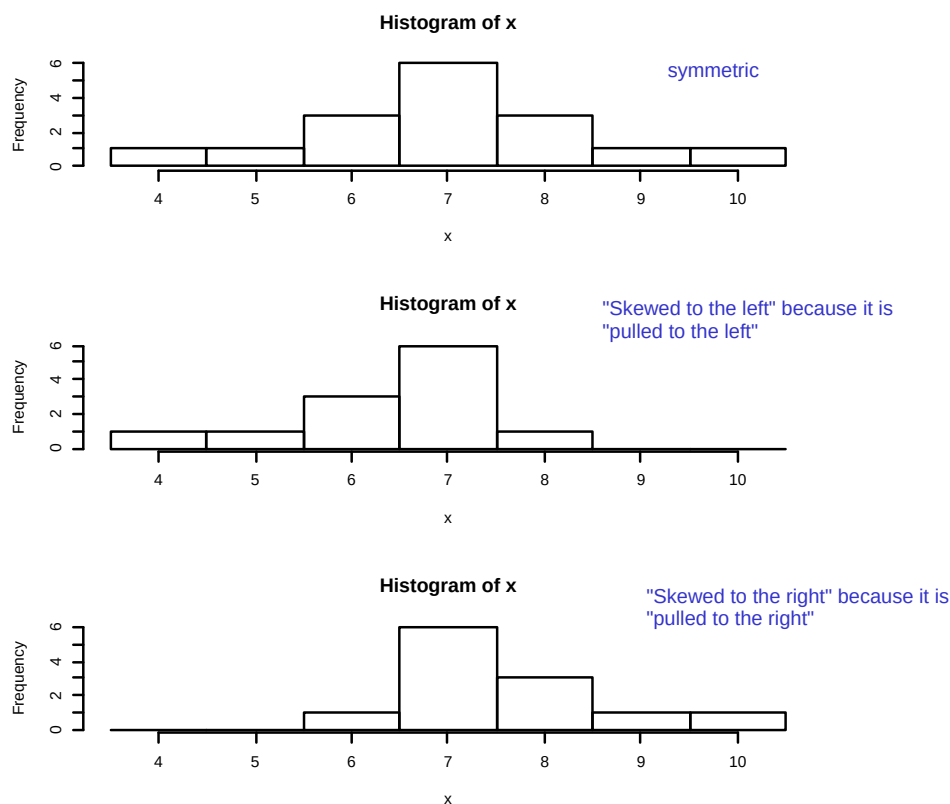 Histogram of x
symmetric
Frequency
0 2 4 6
4 5 6 7 8 9 10
x
Histogram of x
"Skewed to the left" because it is
"pulled to the left"
Frequency
0 2 4 6
4 5 6 7 8 9 10
x
Histogram of x
"Skewed to the right" because it is
"pulled to the right"
Frequency
0 2 4 6
4 5 6 7 8 9 10
x